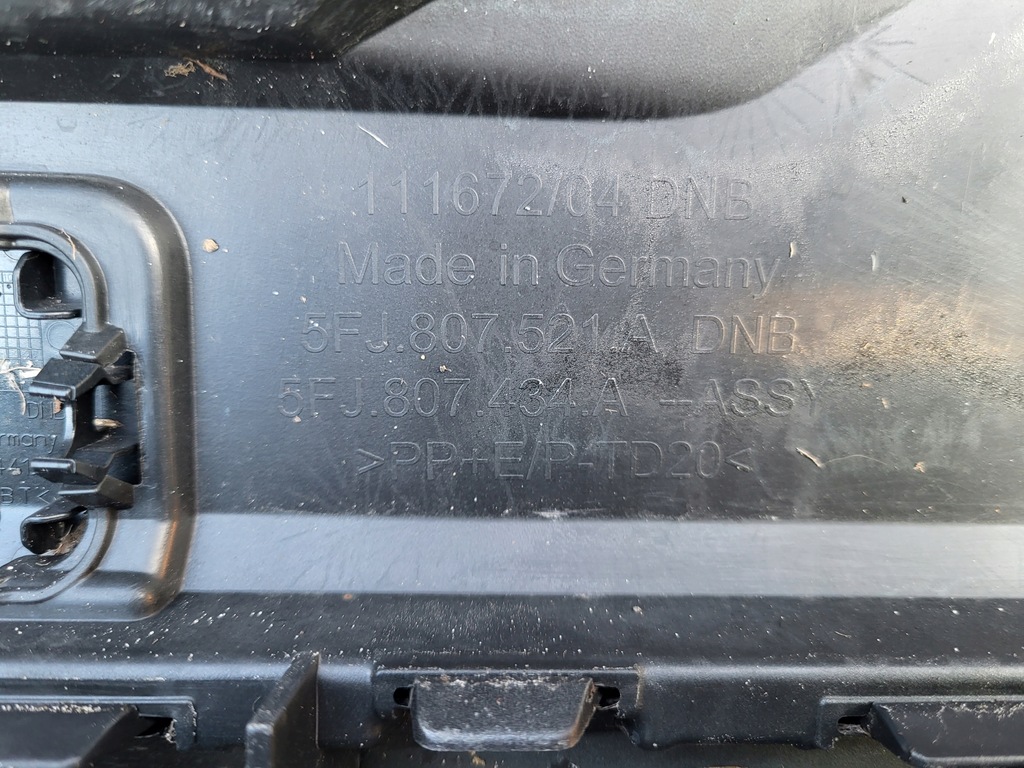 111672/04 DNB
Made in Germany
5FJ.807.521.A DNB
5FJ.807.434.A --ASSY
>PP+E/P-TD20<